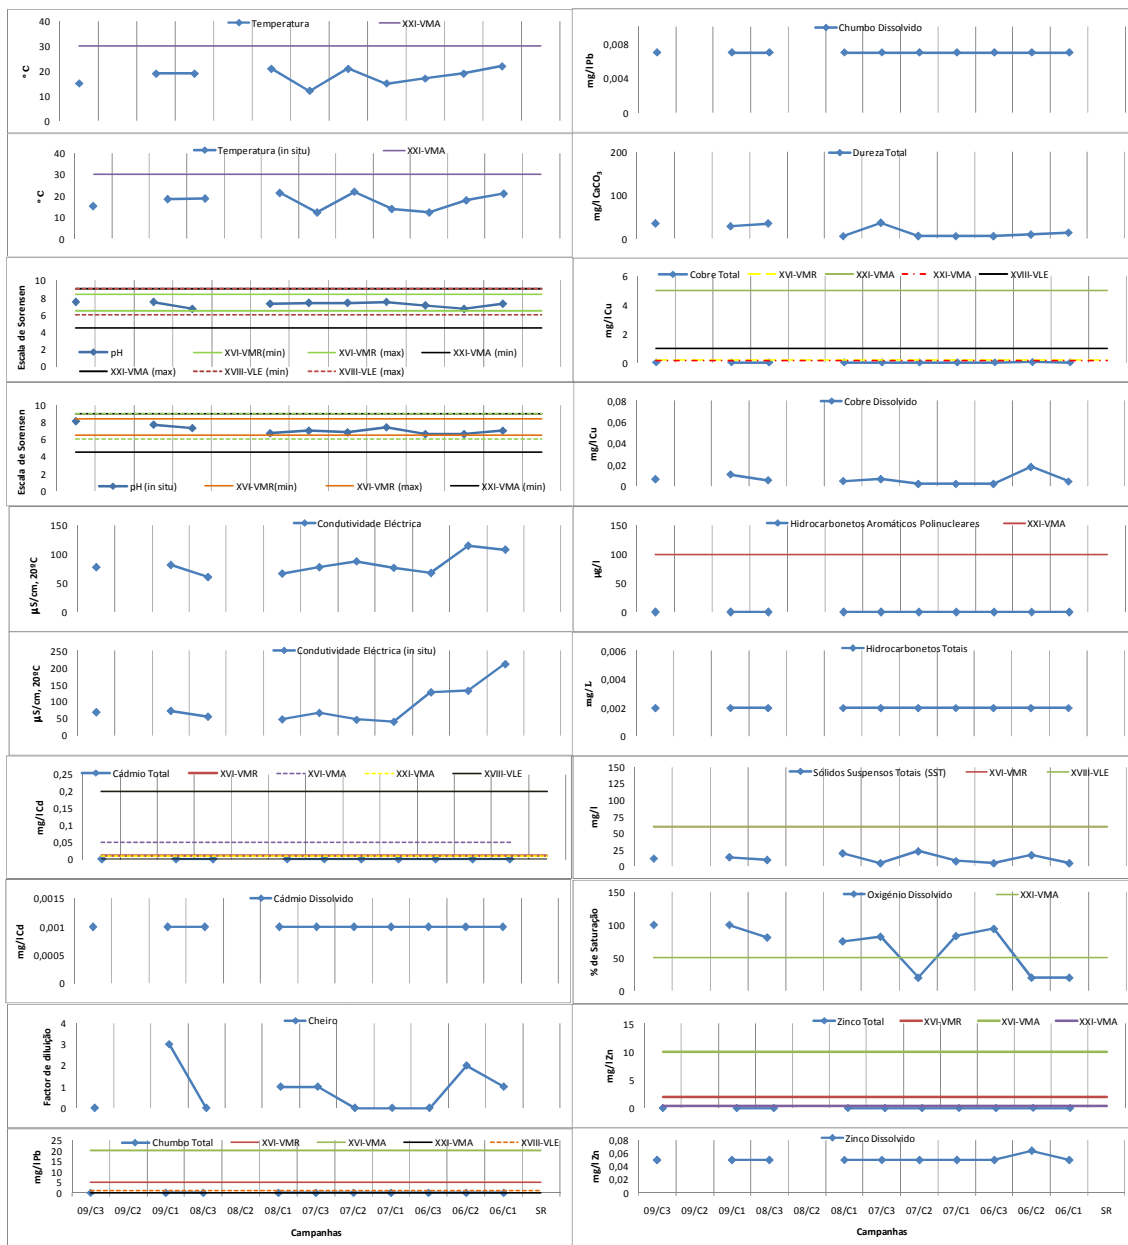 Temperatura XXI-VMA
° C
40
30
20
10
0
Temperatura (in situ) XXI-VMA
° C
40
30
20
10
0
Escala de Sorensen
10
8
6
4
2
0
pH XVI-VMR(min) XVI-VMR (max) XXI-VMA (min)
XXI-VMA (max) XVIII-VLE (min) XVIII-VLE (max)
Escala de Sorensen
10
8
6
4
2
0
pH (in situ) XVI-VMR(min) XVI-VMR (max) XXI-VMA (min)
Condutividade Eléctrica
µS/cm, 20ºC
150
100
50
0
Condutividade Eléctrica (in situ)
µS/cm, 20ºC
250
200
150
100
50
0
Cádmio Total XVI-VMR XVI-VMA XXI-VMA XVIII-VLE
mg/l Cd
0,25
0,2
0,15
0,1
0,05
0
Cádmio Dissolvido
mg/l Cd
0,0015
0,001
0,0005
0
Cheiro
Factor de diluição
4
3
2
1
0
Chumbp Total XVI-VMR XVI-VMA XXI-VMA XVIII-VLE
mg/l Pb
25
20
15
10
5
0
09/C3 09/C2 09/C1 08/C3 08/C2 08/C1 07/C3 07/C2 07/C1 06/C3 06/C2 06/C1 SR
Campanhas
Chumbo Dissolvido
mg/l Pb
0,008
0,004
0
Dureza Total
mg/l CaCO₃
200
100
0
Cobre Total XVI-VMR XXI-VMA XXI-VMA XVIII-VLE
mg/l Cu
6
4
2
0
Cobre Dissolvido
mg/l Cu
0,08
0,06
0,04
0,02
0
Hidrocarbonetos Aromáticos Polinucleares XXI-VMA
µg/l
150
100
50
0
Hidrocarbonetos Totais
mg/L
0,006
0,004
0,002
0
Sólidos Suspensos Totais (SST) XVI-VMR XVIII-VLE
mg/l
150
125
100
75
50
25
0
Oxigénio Dissolvido XXI-VMA
% de Saturação
150
100
50
0
Zinco Total XVI-VMR XVI-VMA XXI-VMA
mg/l Zn
15
10
5
0
Zinco Dissolvido
mg/l Zn
0,08
0,06
0,04
0,02
0
09/C3 09/C2 09/C1 08/C3 08/C2 08/C1 07/C3 07/C2 07/C1 06/C3 06/C2 06/C1 SR
Campanhas